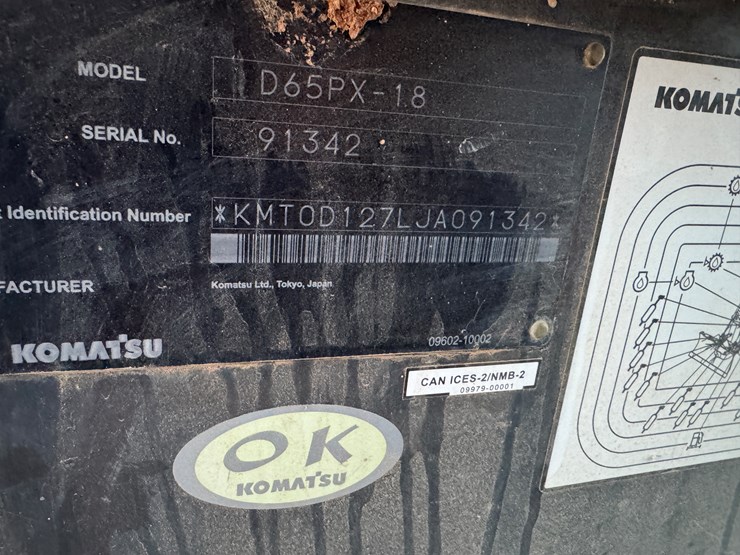 MODEL D65PX-18
SERIAL No. 91342
Identification Number *KMT0D127LJA091342*
FACTURER Komatsu Ltd., Tokyo, Japan
KOMATSU 09602-10002
CAN ICES-2/NMB-2
09979-00001
OK
KOMATSU
KOMATS